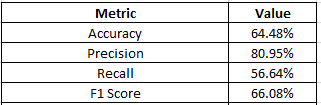 Metric Value
Accuracy 64.48%
Precision 80.95%
Recall 56.64%
F1 Score 66.08%